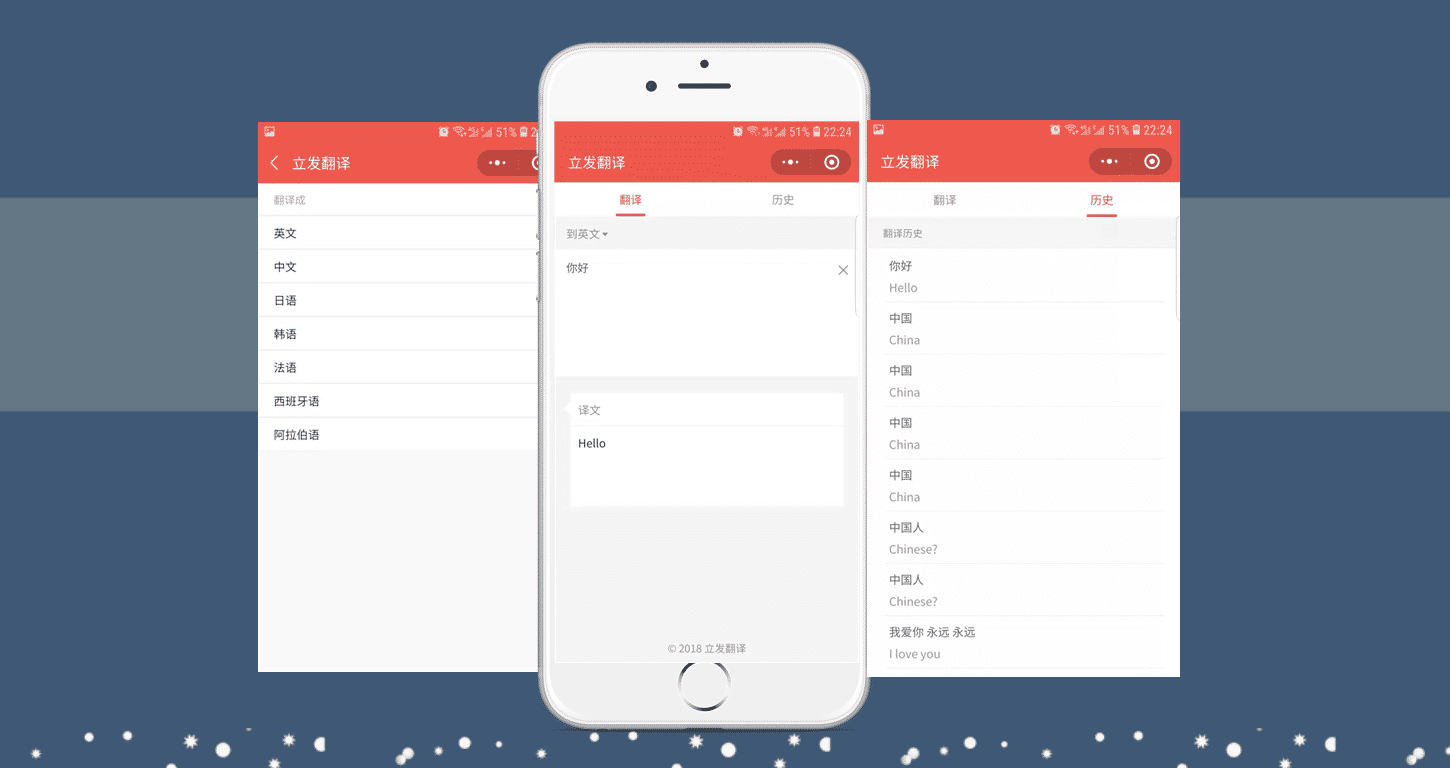 51% 2
立发翻译
翻译成
英文
中文
日语
韩语
法语
西班牙语
阿拉伯语
51% 22:24
立发翻译
翻译 历史
到英文
你好
译文
Hello
© 2018 立发翻译
51% 22:24
立发翻译
翻译 历史
翻译历史
你好
Hello
中国
China
中国
China
中国
China
中国
China
中国人
Chinese?
中国人
Chinese?
我爱你 永远 永远
I love you